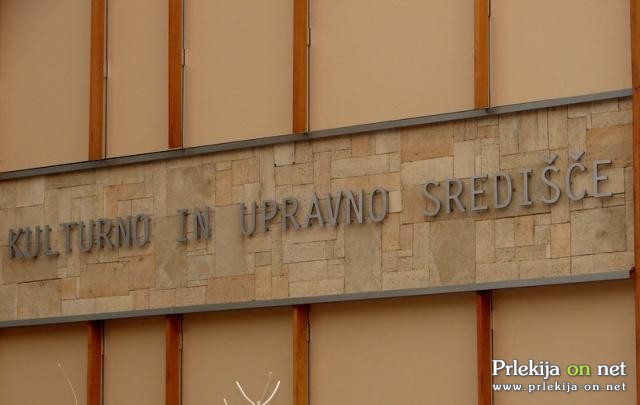 KULTURNO IN UPRAVNO SREDIŠČE
Prlekija on net
www.prlekija-on.net